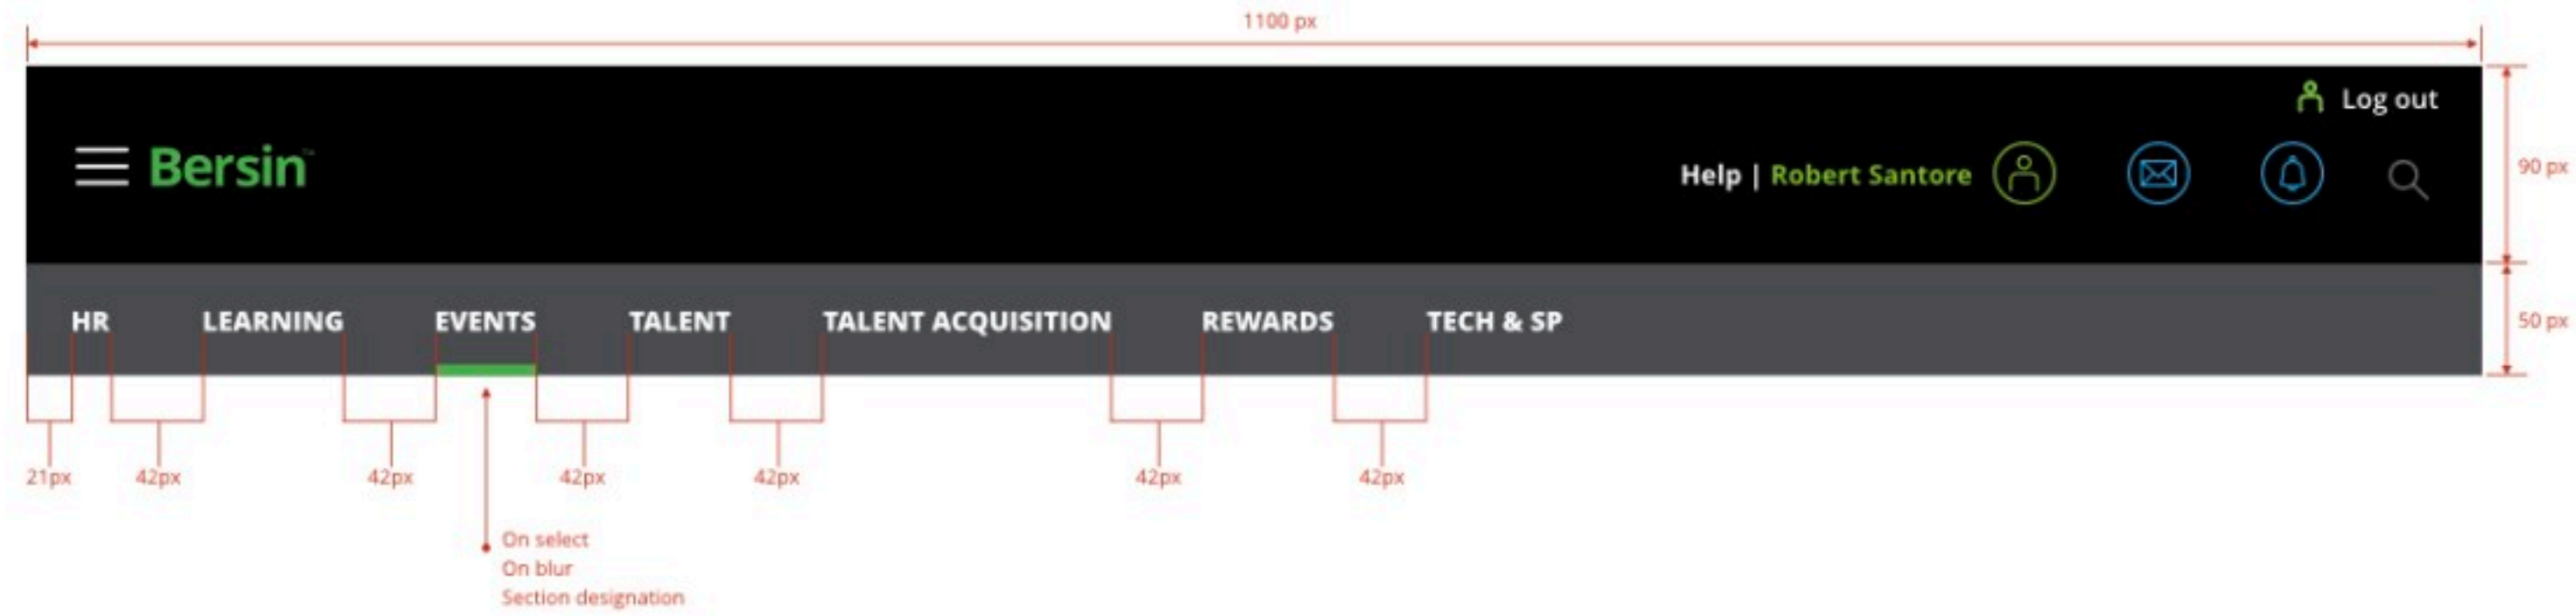 1100 px
Log out
Bersin™
Help | Robert Santore
90 px
HR LEARNING EVENTS TALENT TALENT ACQUISITION REWARDS TECH & SP
50 px
21px 42px 42px 42px 42px 42px 42px
On select
On blur
Section designation